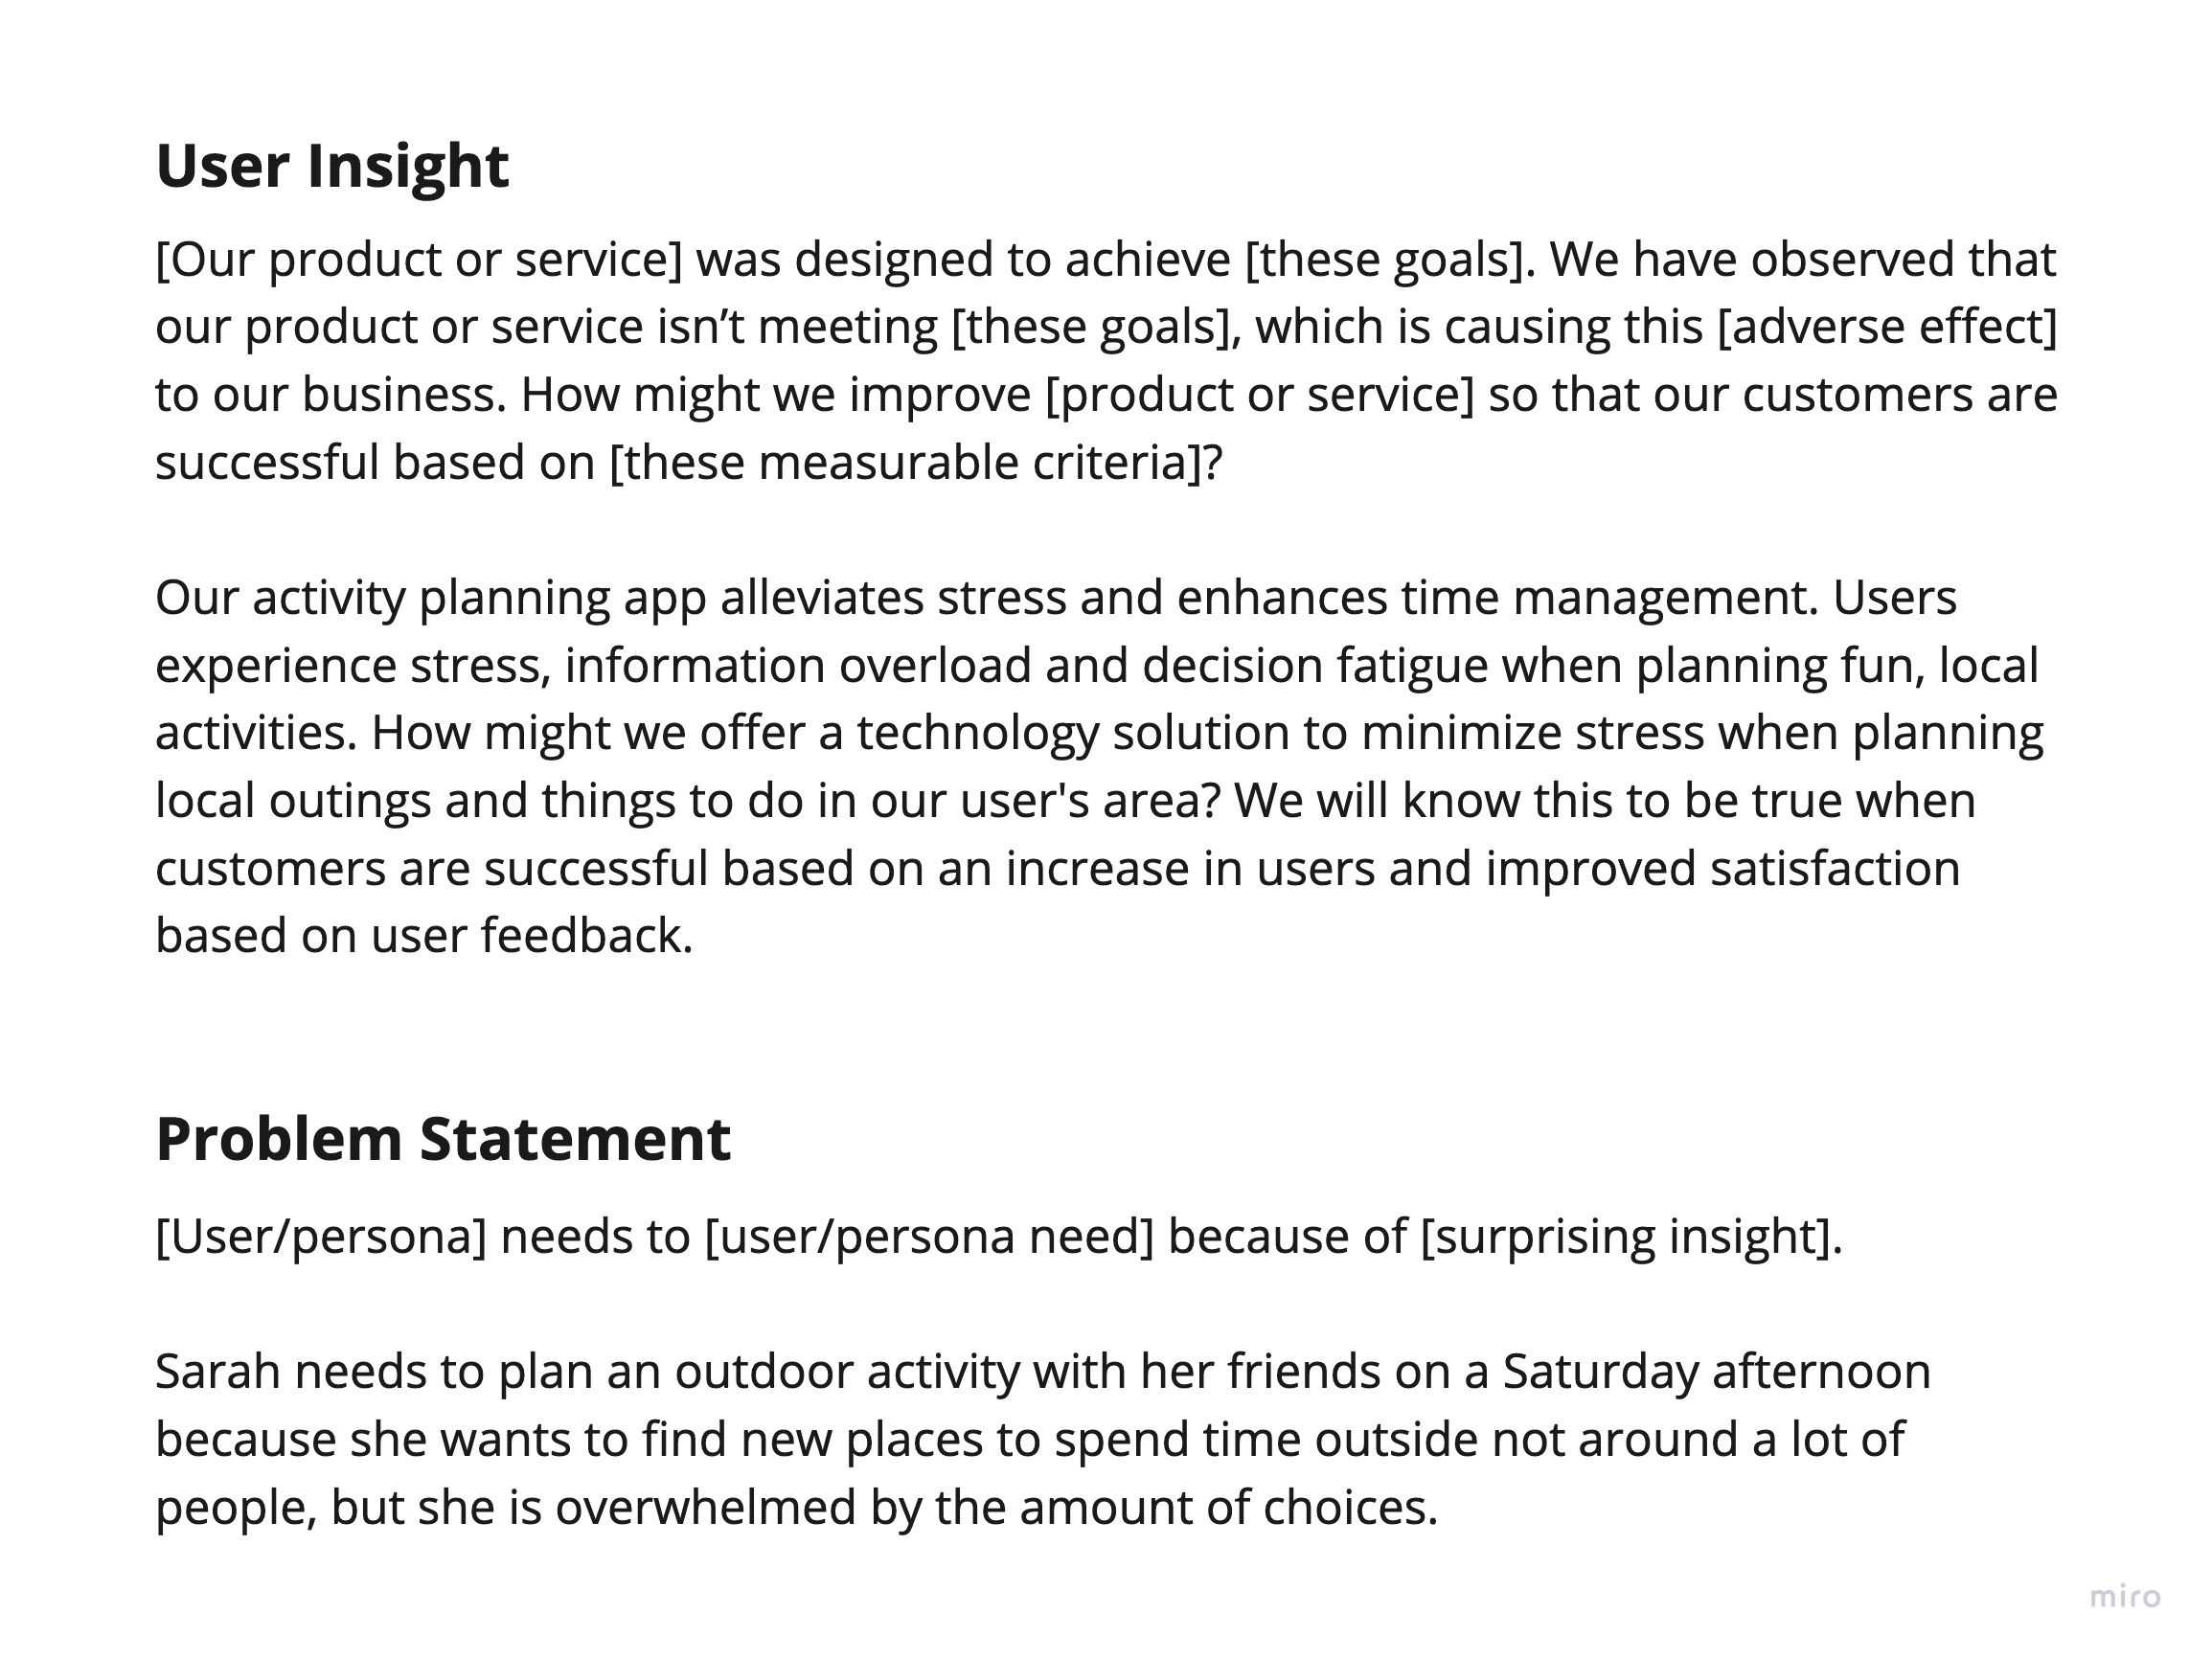 User Insight
[Our product or service] was designed to achieve [these goals]. We have observed that
our product or service isn’t meeting [these goals], which is causing this [adverse effect]
to our business. How might we improve [product or service] so that our customers are
successful based on [these measurable criteria]?
Our activity planning app alleviates stress and enhances time management. Users
experience stress, information overload and decision fatigue when planning fun, local
activities. How might we offer a technology solution to minimize stress when planning
local outings and things to do in our user's area? We will know this to be true when
customers are successful based on an increase in users and improved satisfaction
based on user feedback.
Problem Statement
[User/persona] needs to [user/persona need] because of [surprising insight].
Sarah needs to plan an outdoor activity with her friends on a Saturday afternoon
because she wants to find new places to spend time outside not around a lot of
people, but she is overwhelmed by the amount of choices.
miro